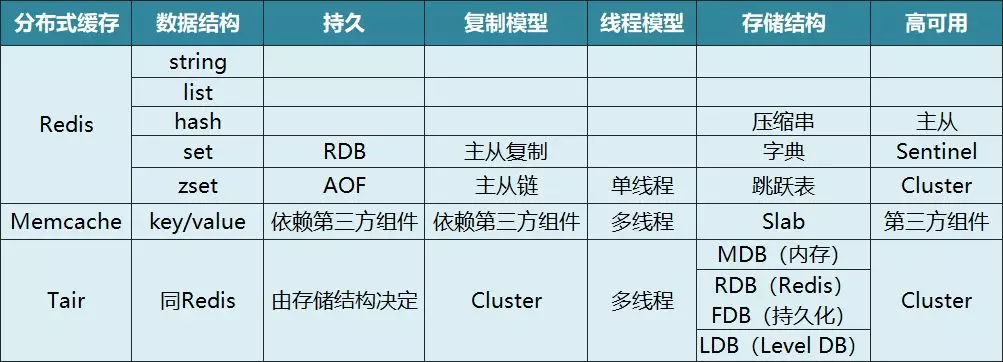 分布式缓存 数据结构 持久 复制模型 线程模型 存储结构 高可用
string
list
Redis hash 压缩串 主从
set RDB 主从复制 字典 Sentinel
zset AOF 主从链 单线程 跳跃表 Cluster
Memcache key/value 依赖第三方组件 依赖第三方组件 多线程 Slab 第三方组件
MDB（内存）
Tair 同Redis 由存储结构决定 Cluster 多线程 RDB（Redis） Cluster
FDB（持久化）
LDB（Level DB）